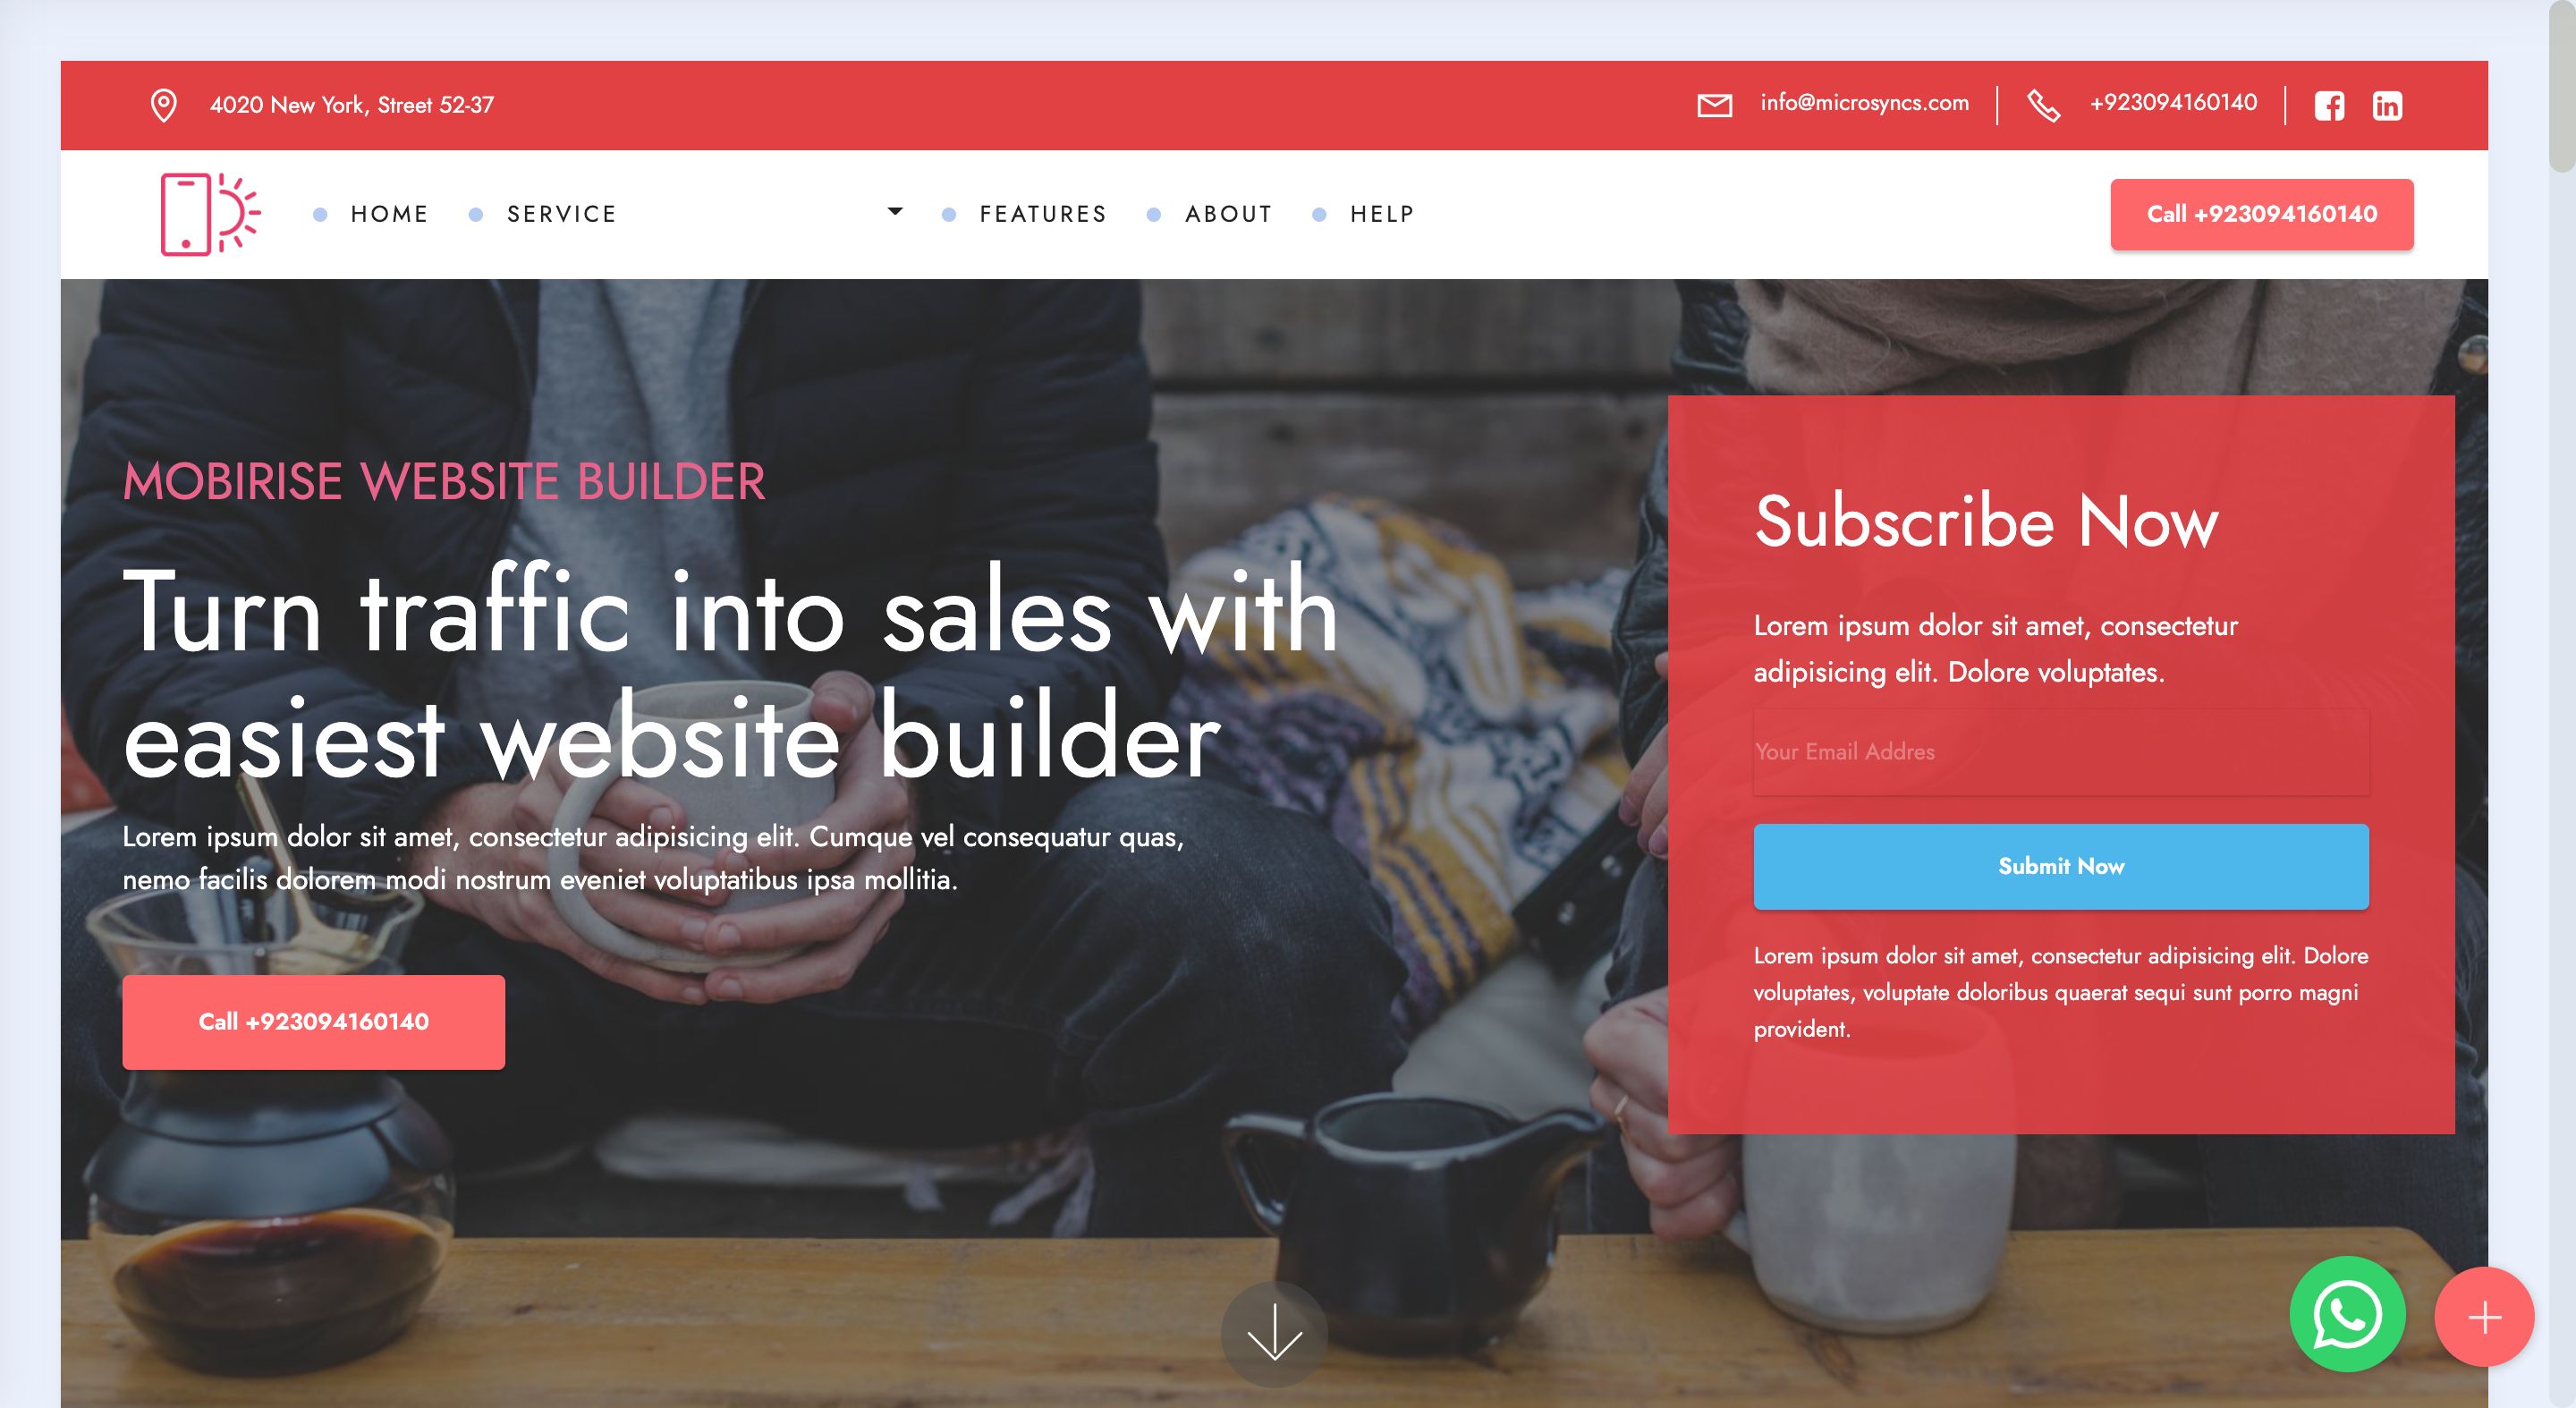 4020 New York, Street 52-37
info@microsyncs.com
+923094160140
HOME
SERVICE
FEATURES
ABOUT
HELP
Call +923094160140
MOBIRISE WEBSITE BUILDER
Turn traffic into sales with
easiest website builder
Lorem ipsum dolor sit amet, consectetur adipisicing elit. Cumque vel consequatur quas,
nemo facilis dolorem modi nostrum eveniet voluptatibus ipsa mollitia.
Call +923094160140
Subscribe Now
Lorem ipsum dolor sit amet, consectetur
adipisicing elit. Dolore voluptates.
Your Email Addres
Submit Now
Lorem ipsum dolor sit amet, consectetur adipisicing elit. Dolore
voluptates, voluptate doloribus quaerat sequi sunt porro magni
provident.